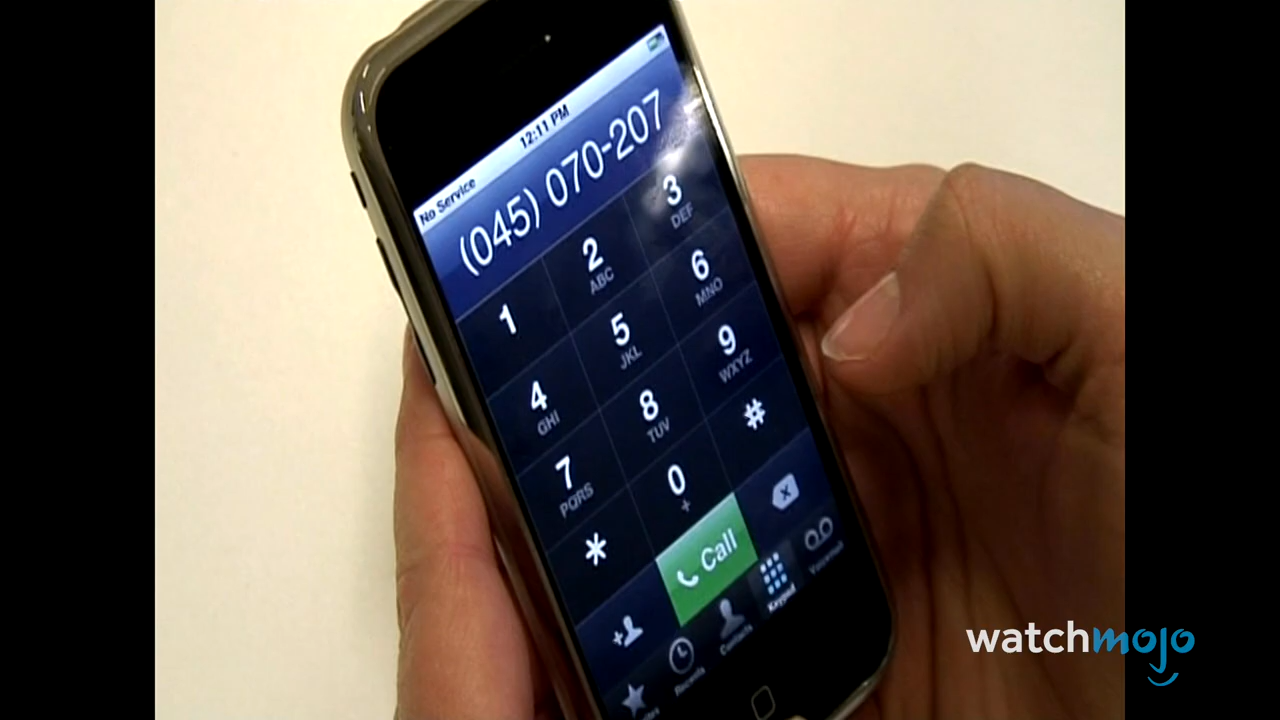 No Service 12:11 PM
(045) 070-207
1 2 ABC 3 DEF
4 GHI 5 JKL 6 MNO
7 PQRS 8 TUV 9 WXYZ
* 0 + #
Call
Recents Contacts Keypad Voicemail
watchmojo